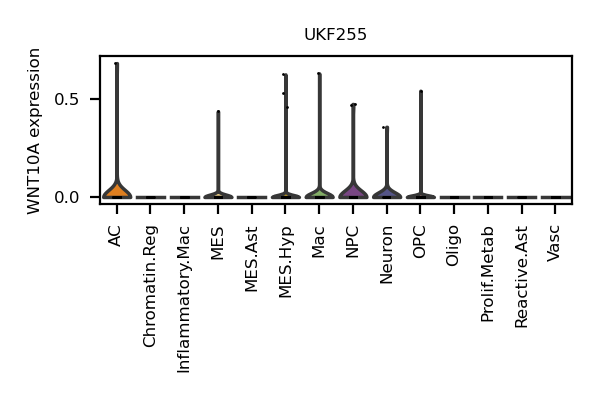 UKF255
WNT10A expression
0.5
0.0
AC
Chromatin.Reg
Inflammatory.Mac
MES
MES.Ast
MES.Hyp
Mac
NPC
Neuron
OPC
Oligo
Prolif.Metab
Reactive.Ast
Vasc